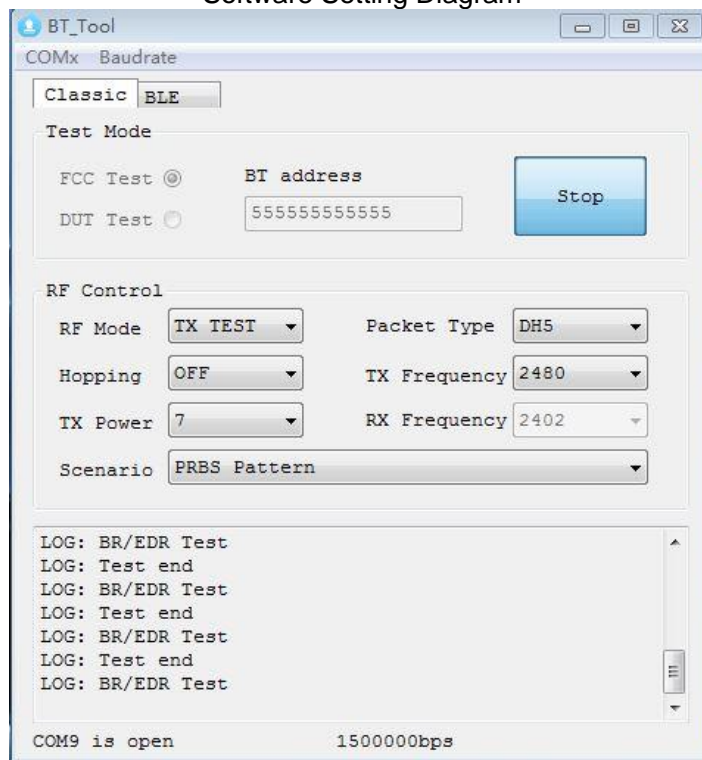 Software Setting Diagram
BT_Tool
COMx Baudrate
Classic BLE
Test Mode
FCC Test BT address
DUT Test 555555555555 Stop
RF Control
RF Mode TX TEST Packet Type DH5
Hopping OFF TX Frequency 2480
TX Power 7 RX Frequency 2402
Scenario PRBS Pattern
LOG: BR/EDR Test
LOG: Test end
LOG: BR/EDR Test
LOG: Test end
LOG: BR/EDR Test
LOG: Test end
LOG: BR/EDR Test
COM9 is open 1500000bps